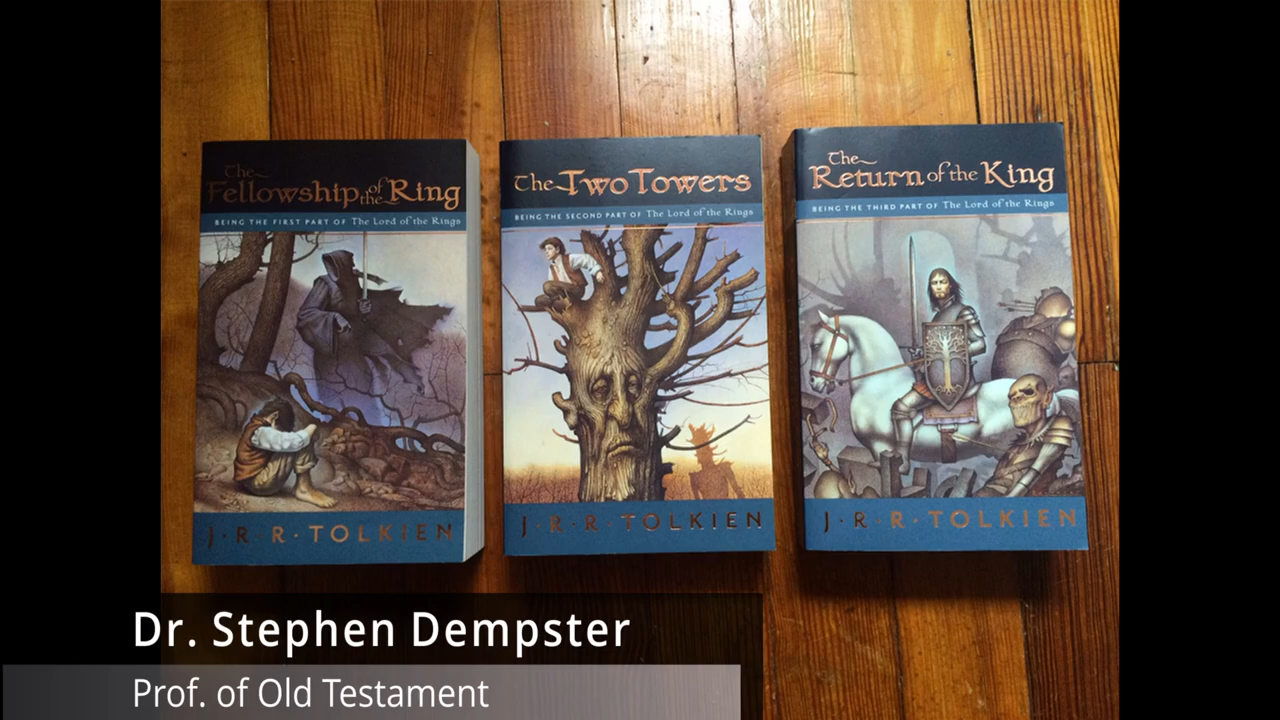 The
Fellowship of the Ring
BEING THE FIRST PART OF The Lord of the Rings
J·R·R·TOLKIEN
The Two Towers
BEING THE SECOND PART OF The Lord of the Rings
J·R·R·TOLKIEN
The
Return of the King
BEING THE THIRD PART OF The Lord of the Rings
J·R·R·TOLKIEN
Dr. Stephen Dempster
Prof. of Old Testament